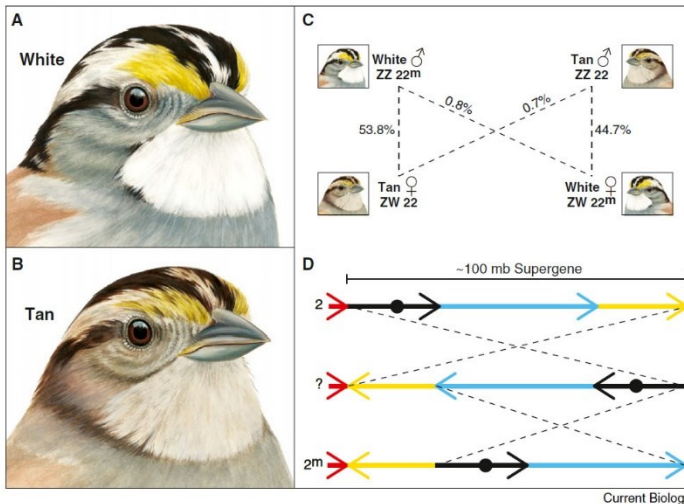 A
White
B
Tan
C
White ♂
ZZ 22ᵐ
Tan ♂
ZZ 22
0.8%
0.7%
53.8%
44.7%
Tan ♀
ZW 22
White ♀
ZW 22ᵐ
D
~100 mb Supergene
2
?
2ᵐ
Current Biology